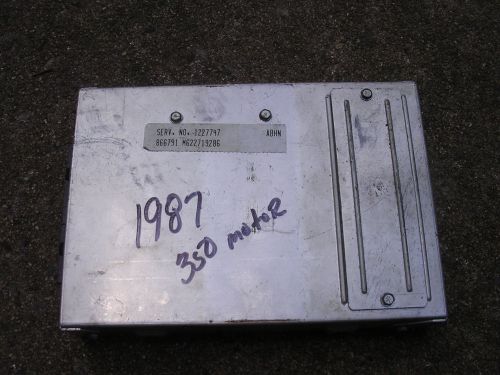 SERV. NO. 1227747 ABHN
866791 M622719286
1987
350 motor